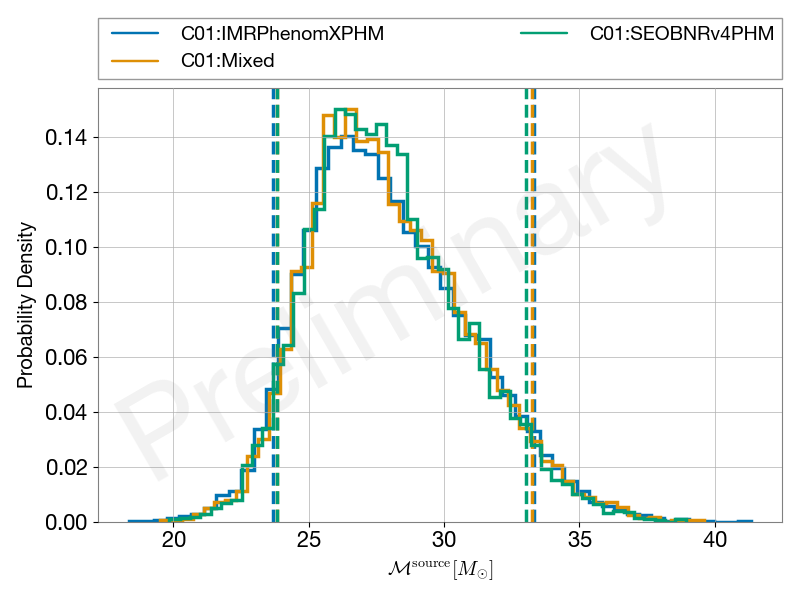 C01:IMRPhenomXPHM
C01:Mixed
C01:SEOBNRv4PHM
Preliminary
Probability Density
0.14
0.12
0.10
0.08
0.06
0.04
0.02
0.00
20 25 30 35 40
ℳ^source[M_⊙]